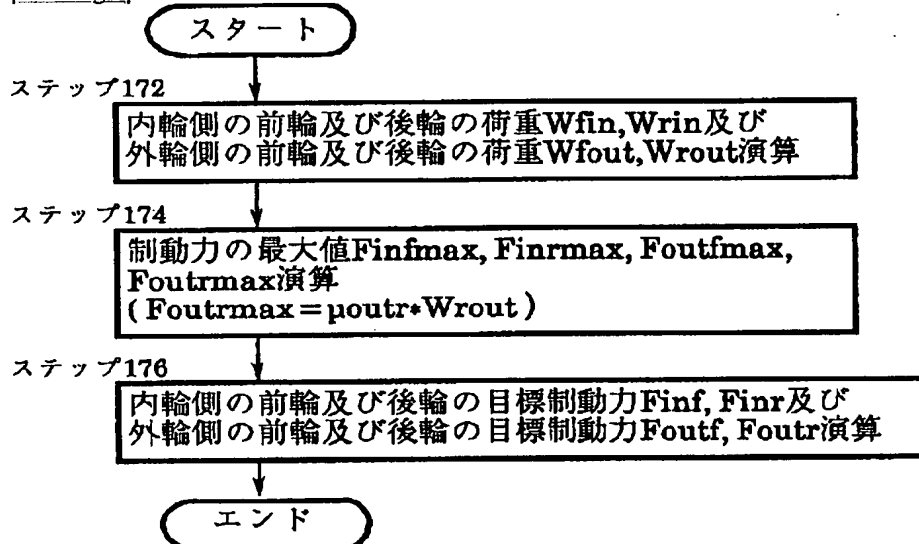 スタート
ステップ172
内輪側の前輪及び後輪の荷重Wfin,Wrin及び
外輪側の前輪及び後輪の荷重Wfout,Wrout演算
ステップ174
制動力の最大値Finfmax, Finrmax, Foutfmax,
Foutrmax演算
( Foutrmax=μoutr*Wrout )
ステップ176
内輪側の前輪及び後輪の目標制動力Finf, Finr及び
外輪側の前輪及び後輪の目標制動力Foutf, Foutr演算
エンド